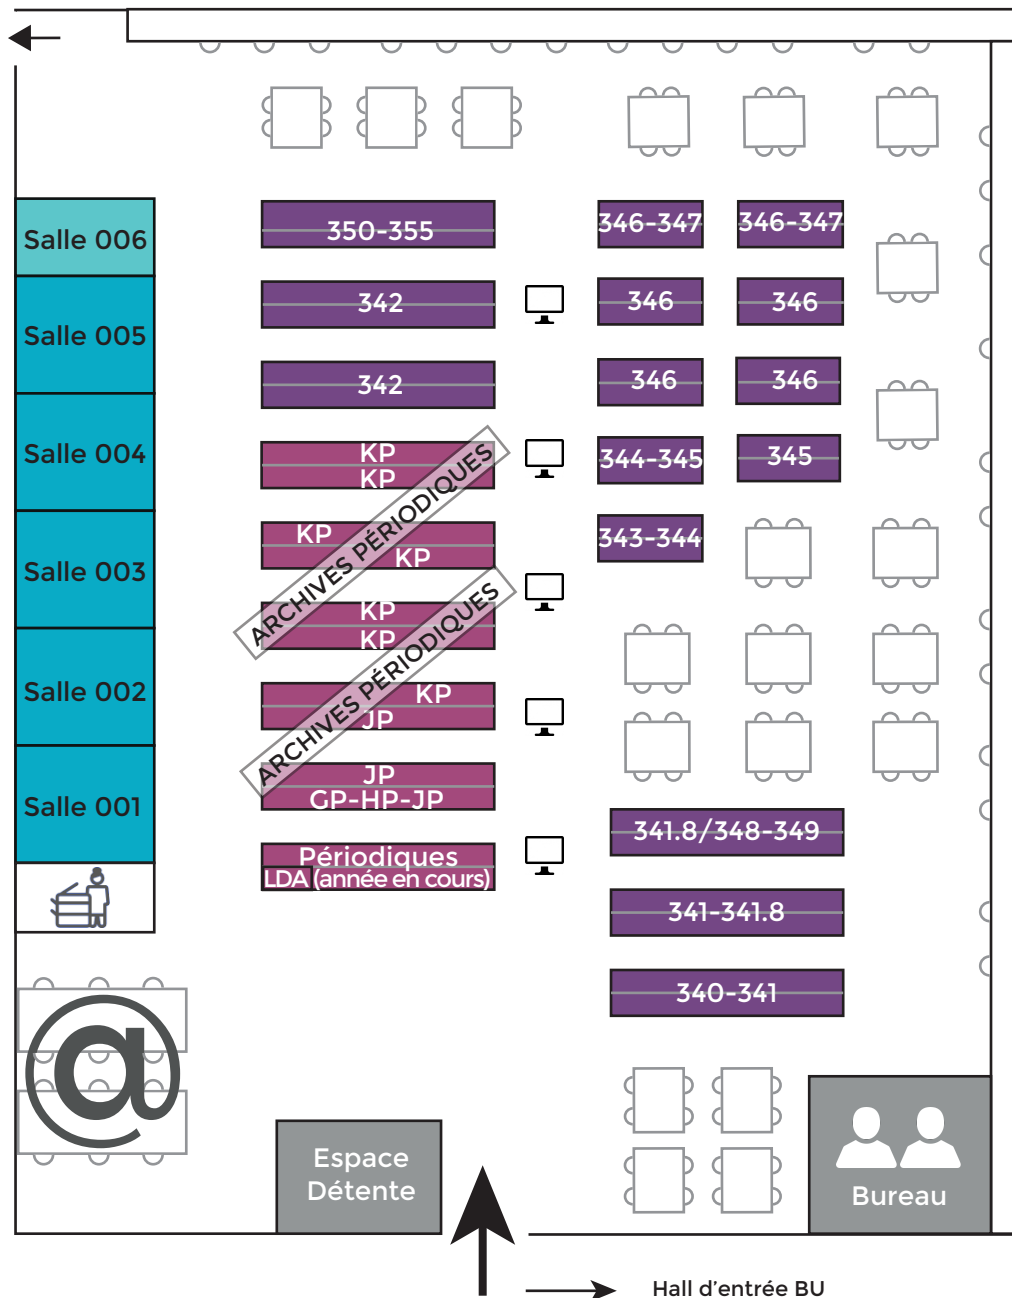 Salle 006
Salle 005
Salle 004
Salle 003
Salle 002
Salle 001
350-355
342
342
KP
KP
KP
KP
KP
KP
KP
JP
JP
GP-HP-JP
ARCHIVES PÉRIODIQUES
ARCHIVES PÉRIODIQUES
Périodiques
LDA (année en cours)
346-347
346-347
346
346
346
346
344-345
345
343-344
341.8/348-349
341-341.8
340-341
@
Espace
Détente
Bureau
Hall d'entrée BU